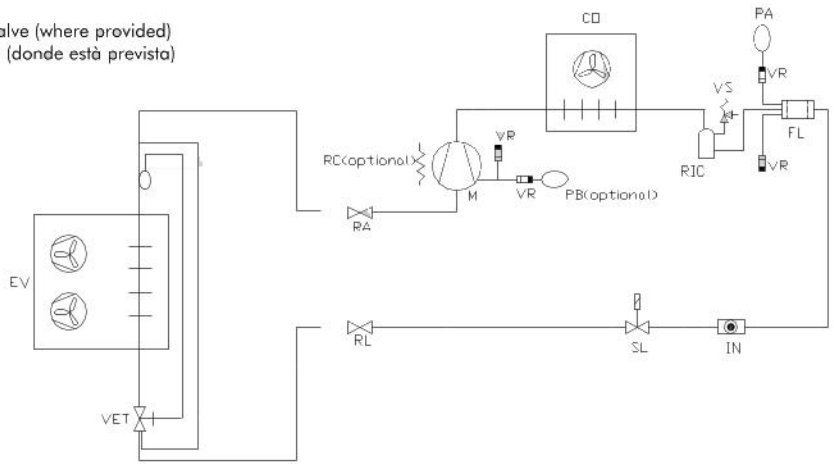 alve (where provided)
(donde està prevista)
CO
PA
VR
VS
FL
RIC
VR
RC(optional)
VR
M
VR
PB(optional)
RA
EV
RL
SL
IN
VET